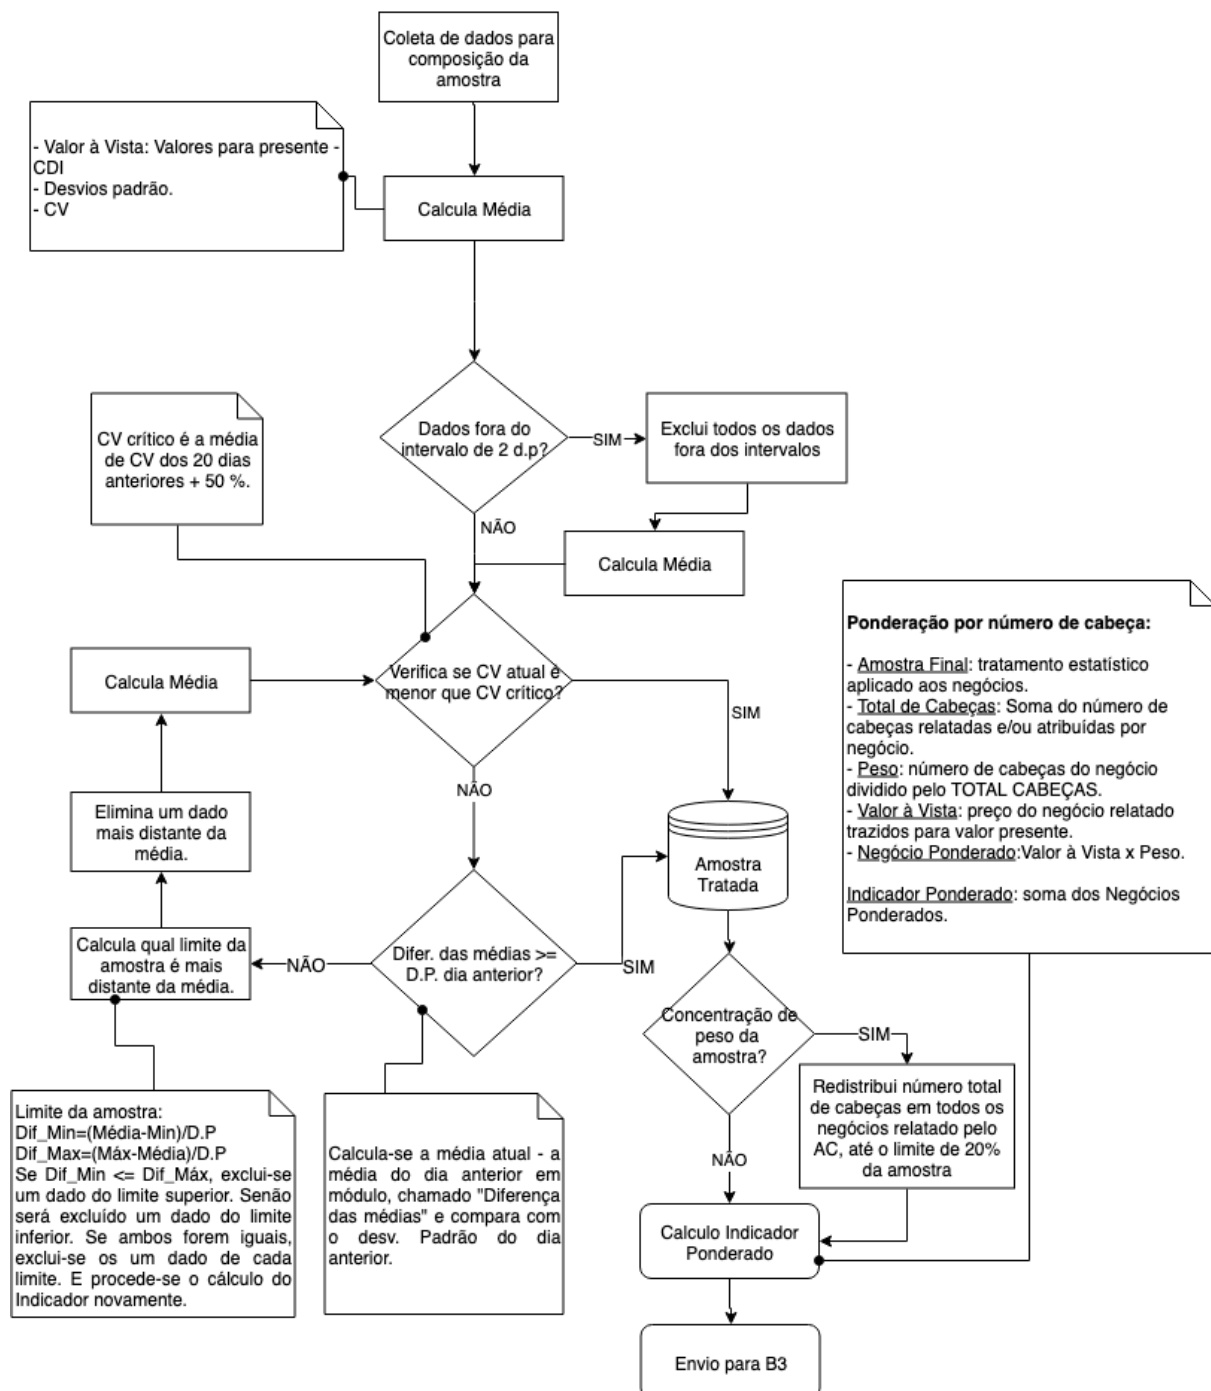 Coleta de dados para
composição da
amostra
- Valor à Vista: Valores para presente -
CDI
- Desvios padrão.
- CV
Calcula Média
Dados fora do
intervalo de 2 d.p?
SIM
Exclui todos os dados
fora dos intervalos
CV crítico é a média
de CV dos 20 dias
anteriores + 50 %.
NÃO
Calcula Média
Verifica se CV atual é
menor que CV crítico?
Calcula Média
SIM
NÃO
Ponderação por número de cabeça:
- Amostra Final: tratamento estatístico
aplicado aos negócios.
- Total de Cabeças: Soma do número de
cabeças relatadas e/ou atribuídas por
negócio.
- Peso: número de cabeças do negócio
dividido pelo TOTAL CABEÇAS.
- Valor à Vista: preço do negócio relatado
trazidos para valor presente.
- Negócio Ponderado:Valor à Vista x Peso.
Indicador Ponderado: soma dos Negócios
Ponderados.
Elimina um dado
mais distante da
média.
Amostra
Tratada
Calcula qual limite da
amostra é mais
distante da média.
NÃO
Difer. das médias >=
D.P. dia anterior?
SIM
Concentração de
peso da
amostra?
SIM
Redistribui número total
de cabeças em todos os
negócios relatado pelo
AC, até o limite de 20%
da amostra
NÃO
Limite da amostra:
Dif_Min=(Média-Min)/D.P
Dif_Max=(Máx-Média)/D.P
Se Dif_Min <= Dif_Máx, exclui-se
um dado do limite superior. Senão
será excluído um dado do limite
inferior. Se ambos forem iguais,
exclui-se os um dado de cada
limite. E procede-se o cálculo do
Indicador novamente.
Calcula-se a média atual - a
média do dia anterior em
módulo, chamado "Diferença
das médias" e compara com
o desv. Padrão do dia
anterior.
Calculo Indicador
Ponderado
Envio para B3